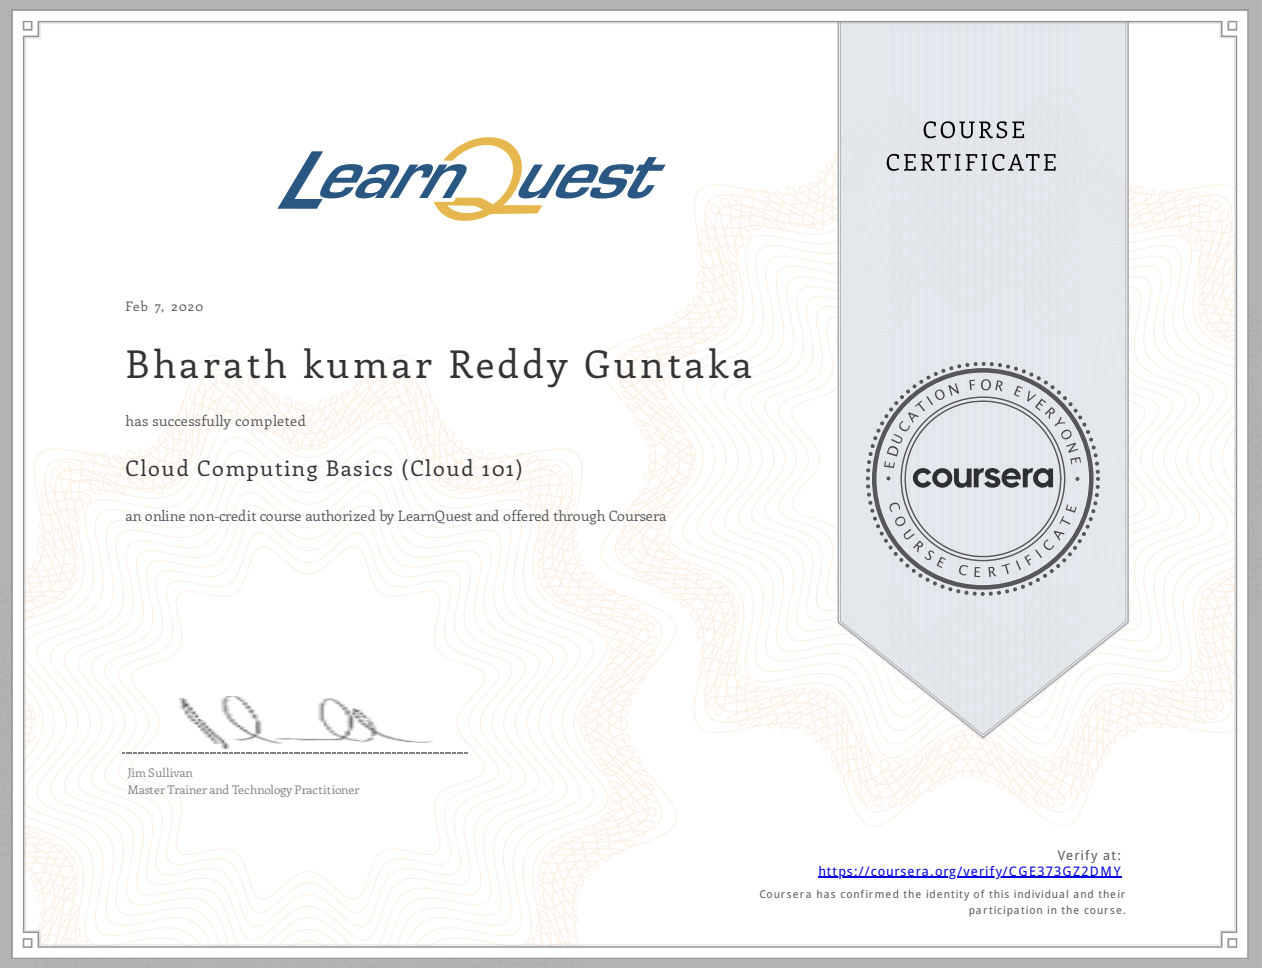 LearnQuest
COURSE
CERTIFICATE
Feb 7, 2020
Bharath kumar Reddy Guntaka
has successfully completed
Cloud Computing Basics (Cloud 101)
an online non-credit course authorized by LearnQuest and offered through Coursera
EDUCATION FOR EVERYONE
coursera
COURSE CERTIFICATE
Jim Sullivan
Master Trainer and Technology Practitioner
Verify at:
https://coursera.org/verify/CGE373GZ2DMY
Coursera has confirmed the identity of this individual and their
participation in the course.